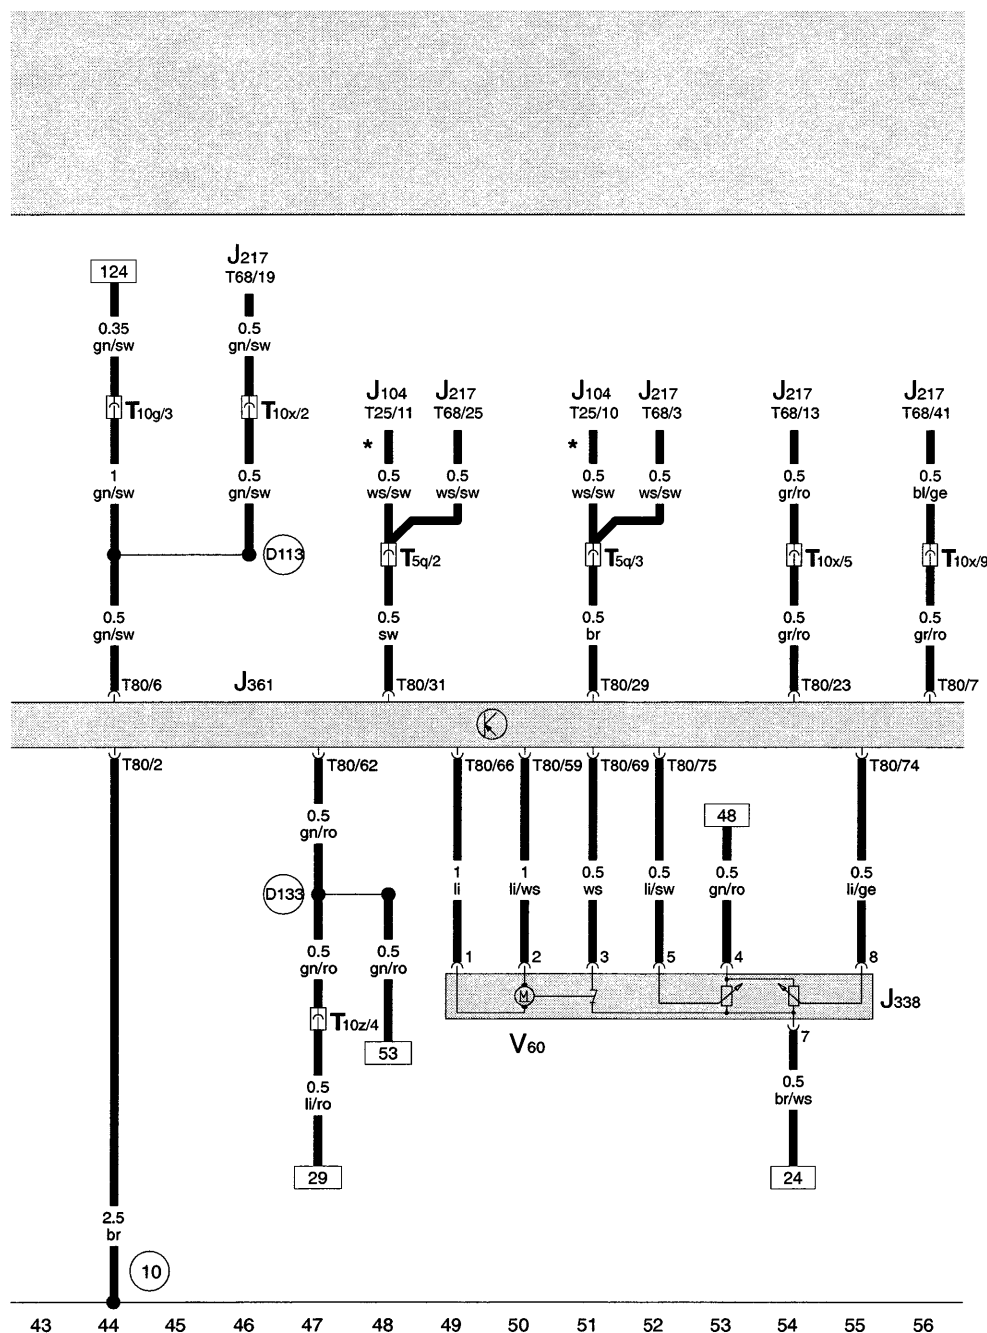 J217
124
T68/19
0.35
gn/sw
0.5
gn/sw
J104
J217
J104
J217
J217
J217
T10g/3
T10x/2
T25/11
T68/25
T25/10
T68/3
T68/13
T68/41
*
*
1
gn/sw
0.5
gn/sw
0.5
ws/sw
0.5
ws/sw
0.5
ws/sw
0.5
ws/sw
0.5
gr/ro
0.5
bl/ge
D113
T5q/2
T5q/3
T10x/5
T10x/9
0.5
gn/sw
0.5
sw
0.5
br
0.5
gr/ro
0.5
gr/ro
T80/6
J361
T80/31
T80/29
T80/23
T80/7
T80/2
T80/62
T80/66
T80/59
T80/69
T80/75
T80/74
0.5
gn/ro
48
1
li
1
li/ws
0.5
ws
0.5
li/sw
0.5
gn/ro
0.5
li/ge
D133
0.5
gn/ro
0.5
gn/ro
1
2
3
5
4
8
M
J338
T10z/4
V60
7
53
0.5
li/ro
0.5
br/ws
29
24
2.5
br
10
43 44 45 46 47 48 49 50 51 52 53 54 55 56